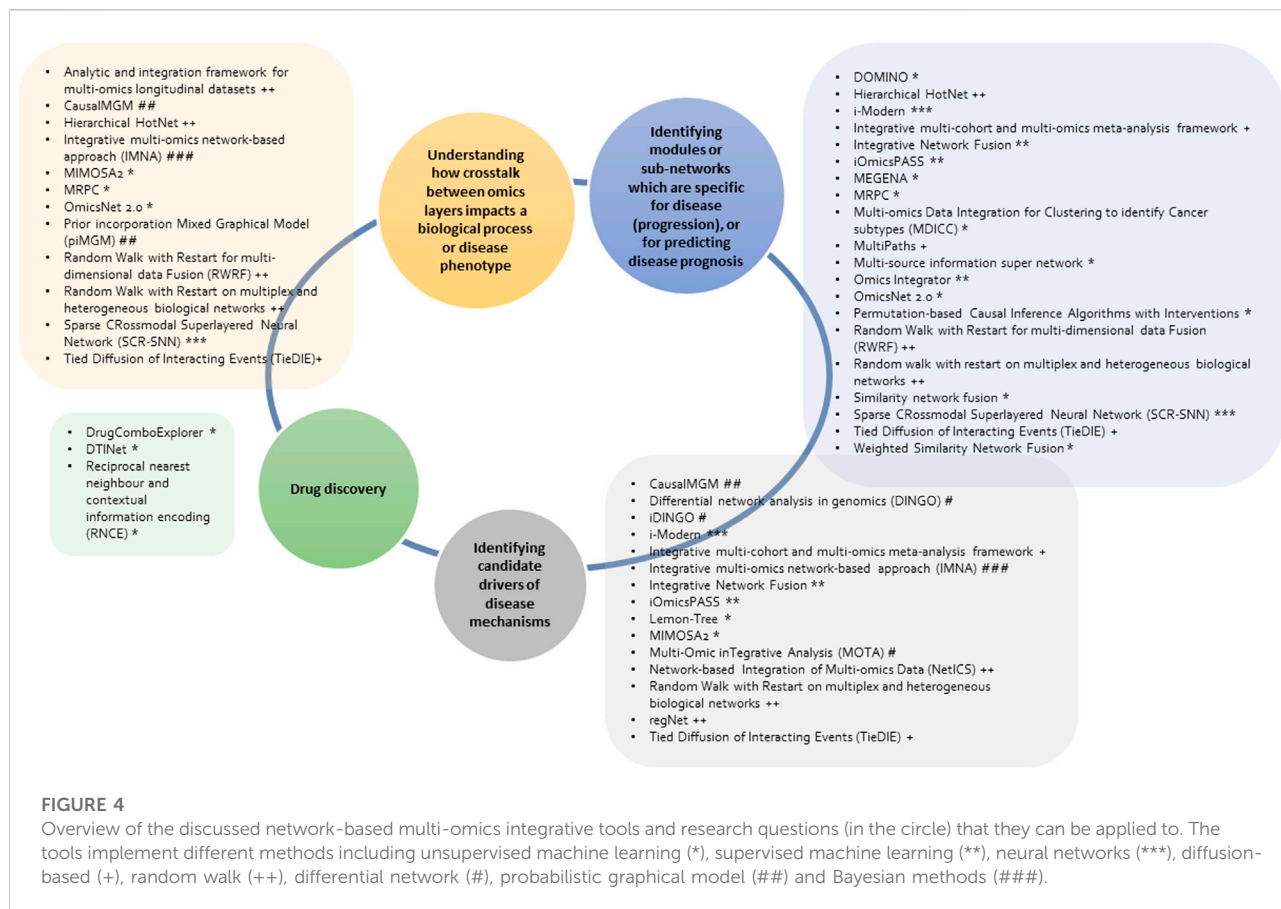 • Analytic and integration framework for
multi-omics longitudinal datasets ++
• CausalMGM ##
• Hierarchical HotNet ++
• Integrative multi-omics network-based
approach (IMNA) ###
• MIMOSA2 *
• MRPC *
• OmicsNet 2.0 *
• Prior incorporation Mixed Graphical Model
(piMGM) ##
• Random Walk with Restart for multi-
dimensional data Fusion (RWRF) ++
• Random Walk with Restart on multiplex and
heterogeneous biological networks ++
• Sparse CRossmodal Superlayered Neural
Network (SCR-SNN) ***
• Tied Diffusion of Interacting Events (TieDIE)+
Understanding
how crosstalk
between omics
layers impacts a
biological process
or disease
phenotype
Identifying
modules or
sub-networks
which are specific
for disease
(progression), or
for predicting
disease prognosis
• DOMINO *
• Hierarchical HotNet ++
• i-Modern ***
• Integrative multi-cohort and multi-omics meta-analysis framework +
• Integrative Network Fusion **
• iOmicsPASS **
• MEGENA *
• MRPC *
• Multi-omics Data Integration for Clustering to identify Cancer
subtypes (MDICC) *
• MultiPaths +
• Multi-source information super network *
• Omics Integrator **
• OmicsNet 2.0 *
• Permutation-based Causal Inference Algorithms with Interventions *
• Random Walk with Restart for multi-dimensional data Fusion
(RWRF) ++
• Random walk with restart on multiplex and heterogeneous biological
networks ++
• Similarity network fusion *
• Sparse CRossmodal Superlayered Neural Network (SCR-SNN) ***
• Tied Diffusion of Interacting Events (TieDIE) +
• Weighted Similarity Network Fusion *
• DrugComboExplorer *
• DTINet *
• Reciprocal nearest
neighbour and
contextual
information encoding
(RNCE) *
Drug discovery
Identifying
candidate
drivers of
disease
mechanisms
• CausalMGM ##
• Differential network analysis in genomics (DINGO) #
• iDINGO #
• i-Modern ***
• Integrative multi-cohort and multi-omics meta-analysis framework +
• Integrative multi-omics network-based approach (IMNA) ###
• Integrative Network Fusion **
• iOmicsPASS **
• Lemon-Tree *
• MIMOSA2 *
• Multi-Omic inTegrative Analysis (MOTA) #
• Network-based Integration of Multi-omics Data (NetICS) ++
• Random Walk with Restart on multiplex and heterogeneous
biological networks ++
• regNet ++
• Tied Diffusion of Interacting Events (TieDIE) +
FIGURE 4
Overview of the discussed network-based multi-omics integrative tools and research questions (in the circle) that they can be applied to. The
tools implement different methods including unsupervised machine learning (*), supervised machine learning (**), neural networks (***), diffusion-
based (+), random walk (++), differential network (#), probabilistic graphical model (##) and Bayesian methods (###).